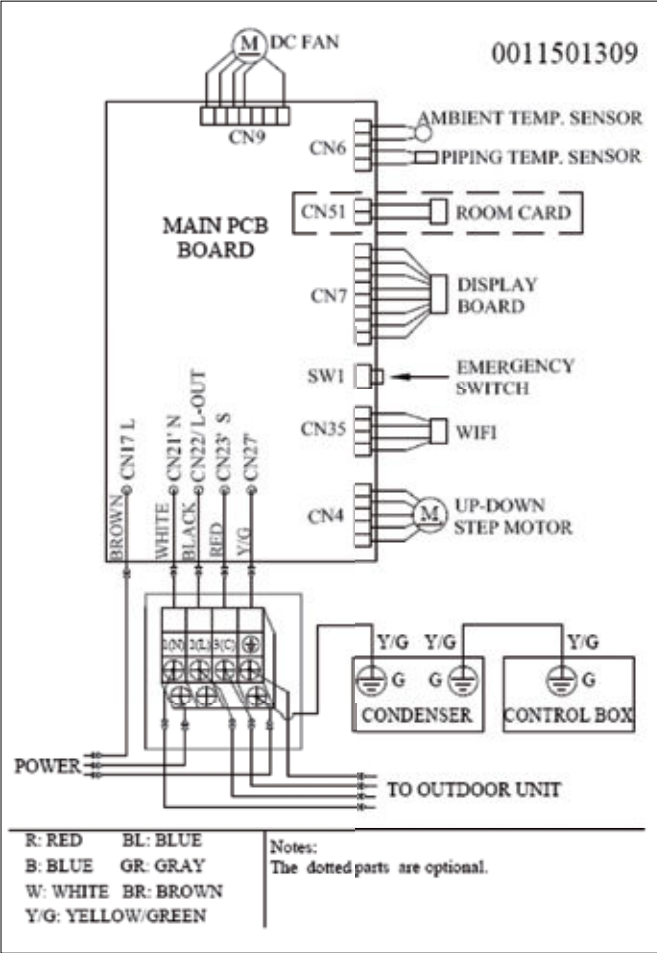 M DC FAN
0011501309
CN9
AMBIENT TEMP. SENSOR
CN6
PIPING TEMP. SENSOR
CN51
ROOM CARD
MAIN PCB
BOARD
CN7
DISPLAY
BOARD
SW1
EMERGENCY
SWITCH
CN35
WIFI
CN4
M
UP-DOWN
STEP MOTOR
CN17 L
CN21' N
CN22/ L-OUT
CN23' S
CN27'
BROWN
WHITE
BLACK
RED
Y/G
1(N) 2(L) 3(C)
Y/G Y/G Y/G
G G G
CONDENSER
CONTROL BOX
POWER
TO OUTDOOR UNIT
R: RED BL: BLUE
B: BLUE GR: GRAY
W: WHITE BR: BROWN
Y/G: YELLOW/GREEN
Notes:
The dotted parts are optional.